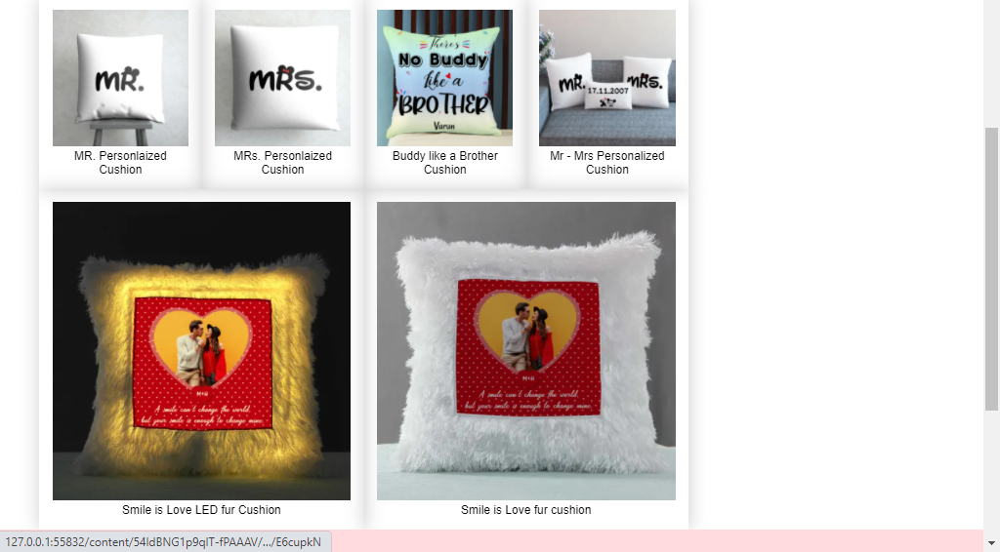 MR.
MRS.
There's
No Buddy
Like a
BROTHER
Varun
MR.
17.11.2007
MRS.
MR. Personlaized
Cushion
MRs. Personlaized
Cushion
Buddy like a Brother
Cushion
Mr - Mrs Personalized
Cushion
M+H
A smile can't change the world,
but your smile is enough to change mine.
M+H
A smile can't change the world,
but your smile is enough to change mine.
Smile is Love LED fur Cushion
Smile is Love fur cushion
127.0.0.1:55832/content/54ldBNG1p9qlT-fPAAAV/.../E6cupkN